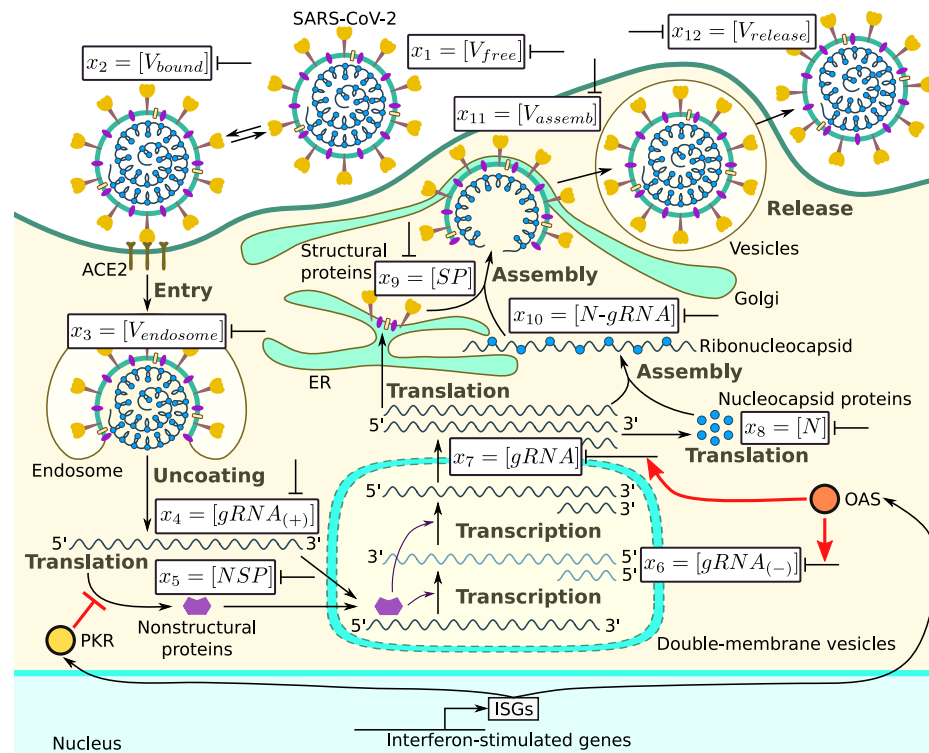 SARS-CoV-2
x₂ = [V_bound]
x₁ = [V_free]
x₁₂ = [V_release]
x₁₁ = [V_assemb]
Release
Vesicles
ACE2
Structural
proteins
x₉ = [SP]
Assembly
Entry
Golgi
x₃ = [V_endosome]
x₁₀ = [N-gRNA]
Ribonucleocapsid
ER
Assembly
Translation
Nucleocapsid proteins
5' 3'
x₈ = [N]
Translation
Endosome
Uncoating
x₇ = [gRNA]
5' 3'
OAS
x₄ = [gRNA₍₊₎]
Transcription
5' 3'
Translation
3' 5'
5'
x₆ = [gRNA₍₋₎]
x₅ = [NSP]
Transcription
5' 3'
PKR
Nonstructural
proteins
Double-membrane vesicles
ISGs
Nucleus
Interferon-stimulated genes